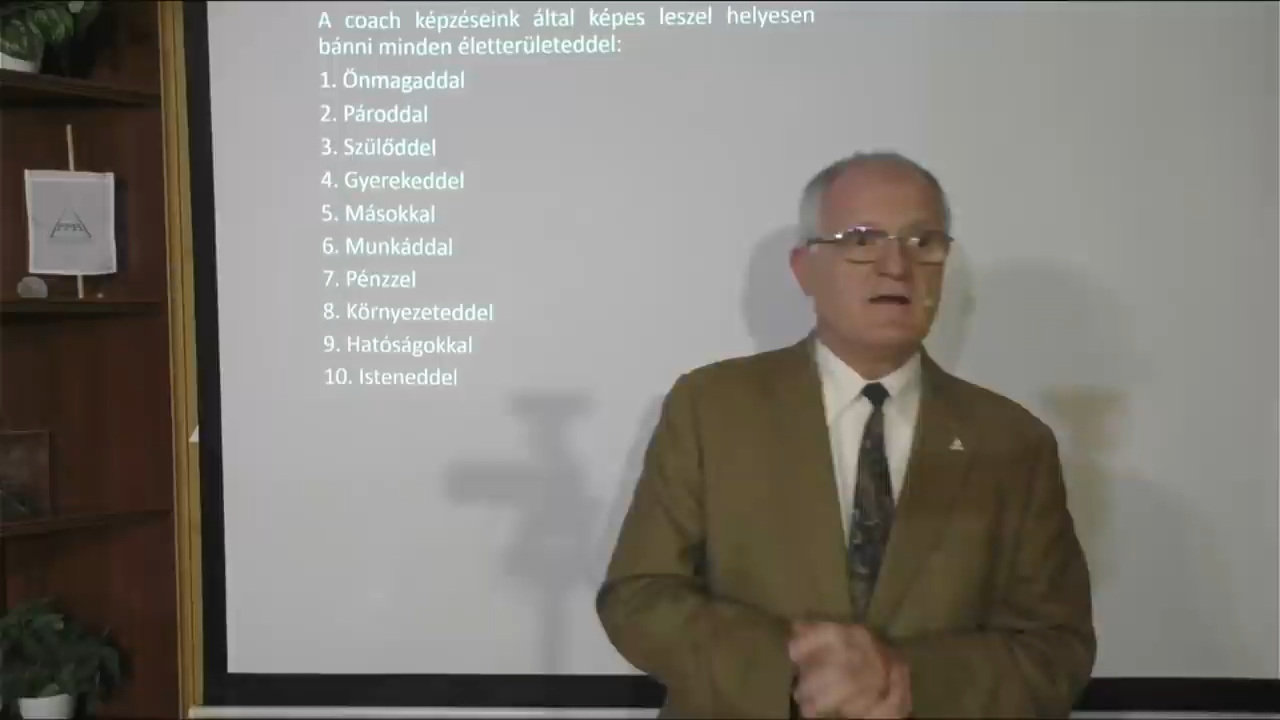 A coach képzéseink által képes leszel helyesen
bánni minden életterületeddel:
1. Önmagaddal
2. Pároddal
3. Szülőddel
4. Gyerekeddel
5. Másokkal
6. Munkáddal
7. Pénzzel
8. Környezeteddel
9. Hatóságokkal
10. Isteneddel